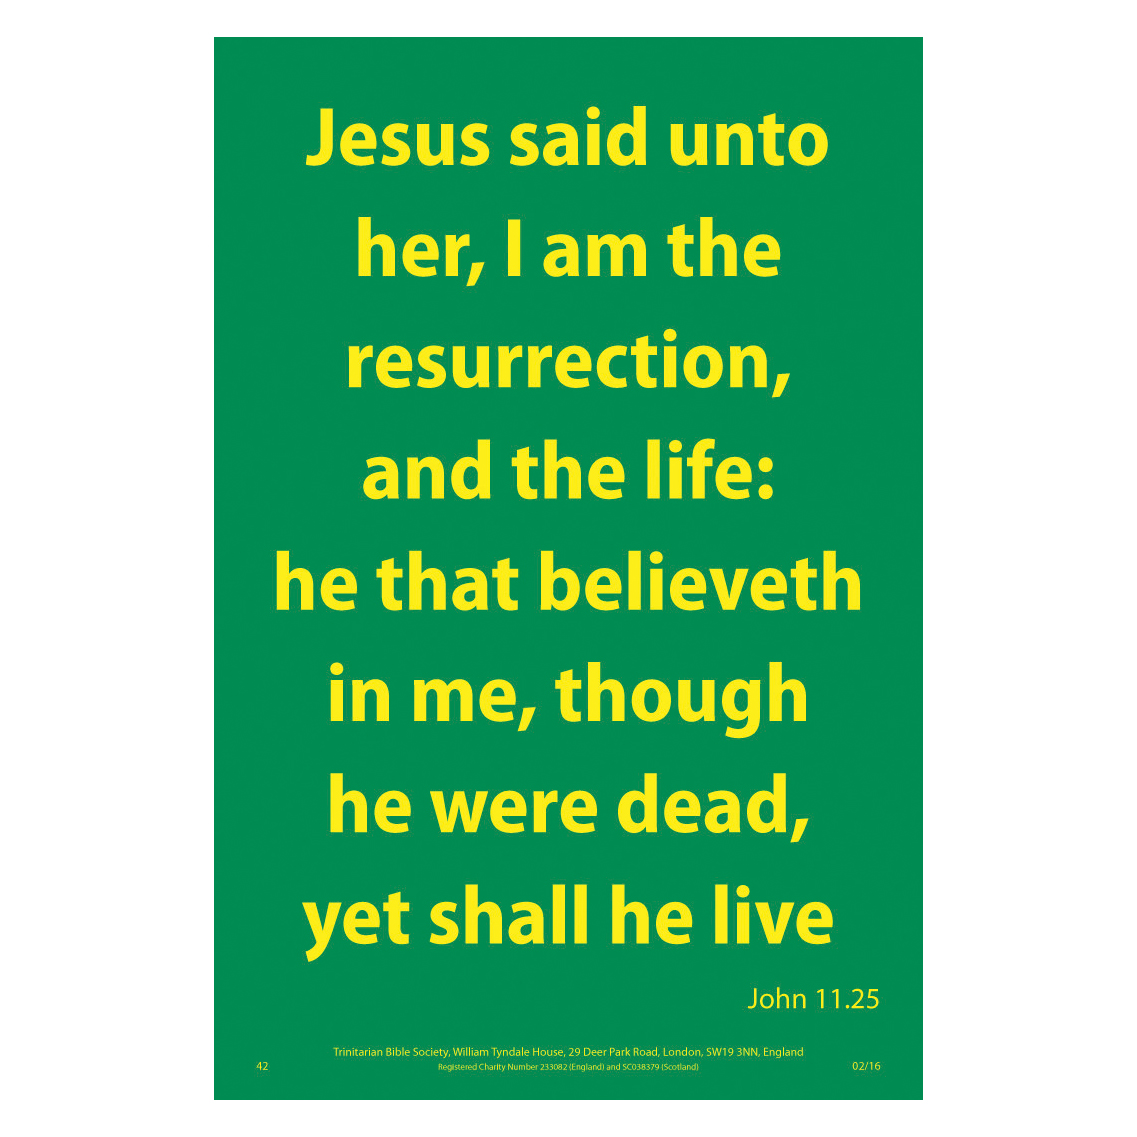 Jesus said unto
her, I am the
resurrection,
and the life:
he that believeth
in me, though
he were dead,
yet shall he live
John 11.25
Trinitarian Bible Society, William Tyndale House, 29 Deer Park Road, London, SW19 3NN, England
42 Registered Charity Number 233082 (England) and SC038379 (Scotland) 02/16